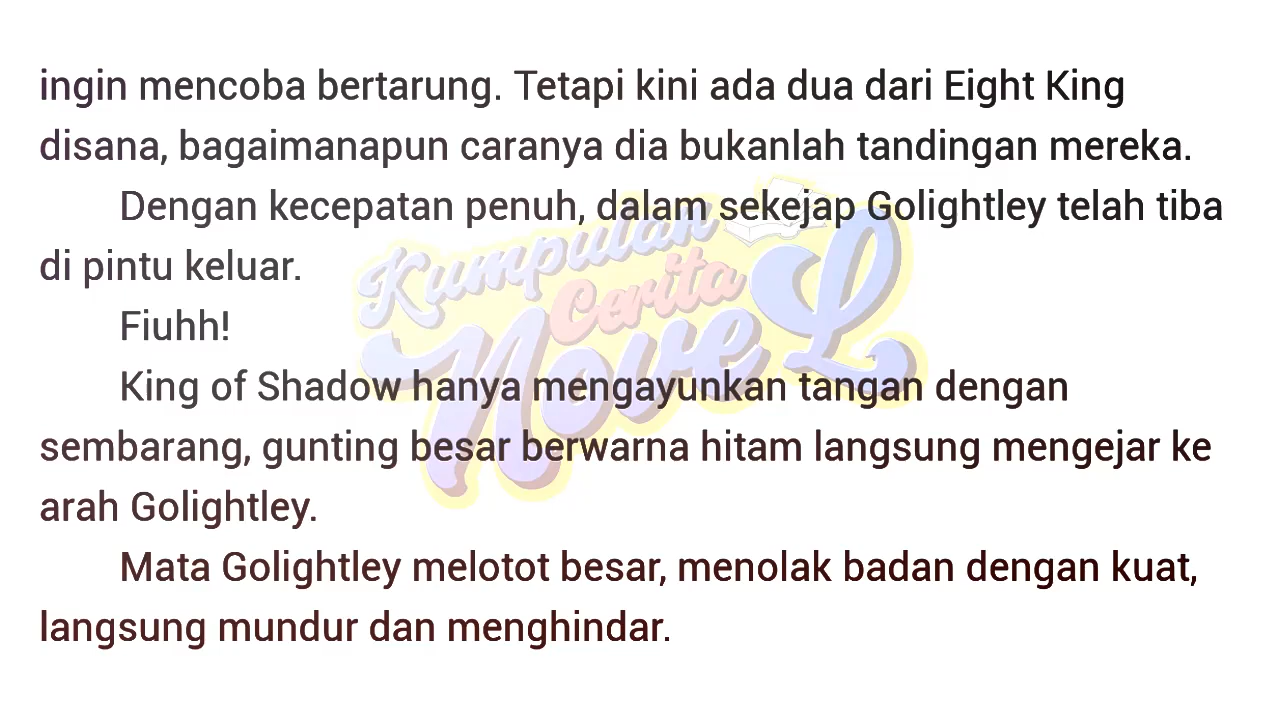 ingin mencoba bertarung. Tetapi kini ada dua dari Eight King
disana, bagaimanapun caranya dia bukanlah tandingan mereka.
Dengan kecepatan penuh, dalam sekejap Golightley telah tiba
di pintu keluar.
Fiuhh!
King of Shadow hanya mengayunkan tangan dengan
sembarang, gunting besar berwarna hitam langsung mengejar ke
arah Golightley.
Mata Golightley melotot besar, menolak badan dengan kuat,
langsung mundur dan menghindar.
Kumpulan
Cerita
NoveL